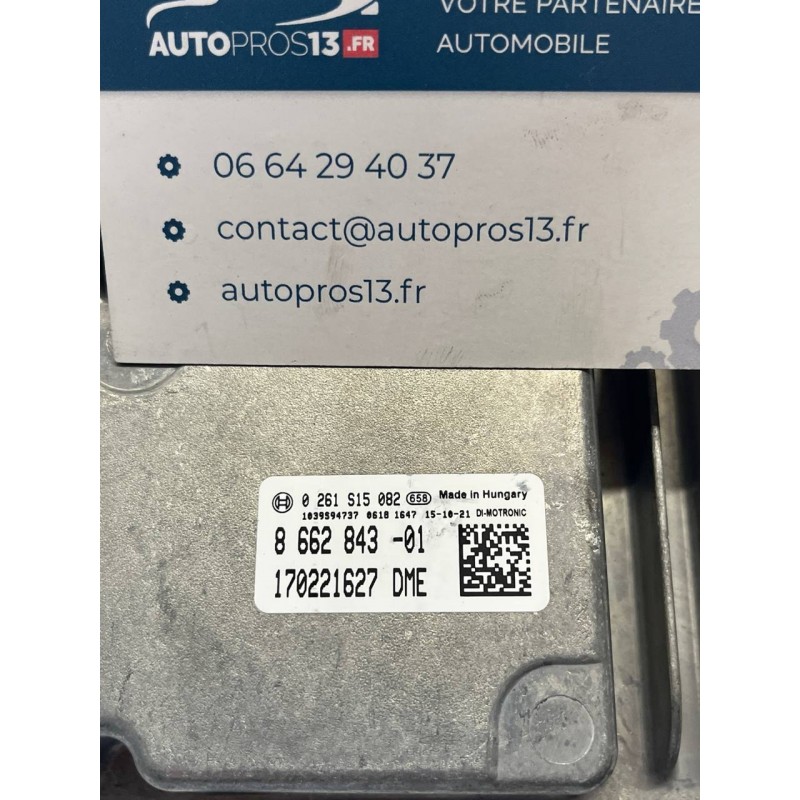 VOTRE PARTENAIRE
AUTOPROS13.FR
AUTOMOBILE
06 64 29 40 37
contact@autopros13.fr
autopros13.fr
0 261 S15 082 658 Made in Hungary
1039S94737 0618 1647 15-10-21 DI-MOTRONIC
8 662 843 -01
170221627 DME